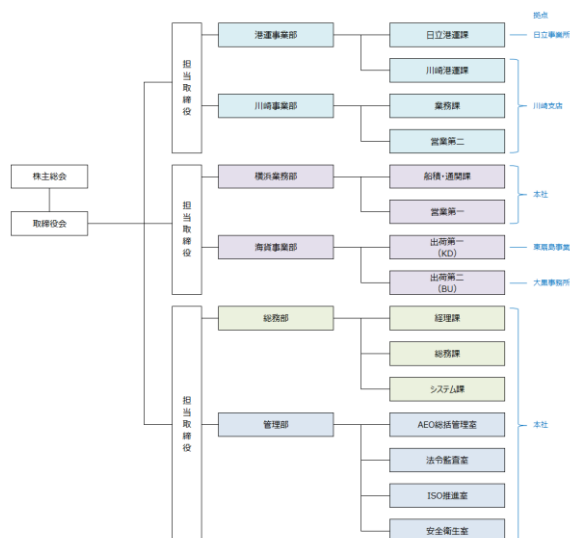 拠点
港運事業部
日立港運課
日立事業所
担当取締役
川崎港運課
川崎事業部
業務課
川崎支店
営業第二
株主総会
取締役会
担当取締役
横浜業務部
船積・通関課
本社
営業第一
海貨事業部
出荷第一
(KD)
東扇島事業
出荷第二
(BU)
大黒事務所
担当取締役
総務部
経理課
総務課
システム課
本社
管理部
AEO総括管理室
法令監査室
ISO推進室
安全衛生室